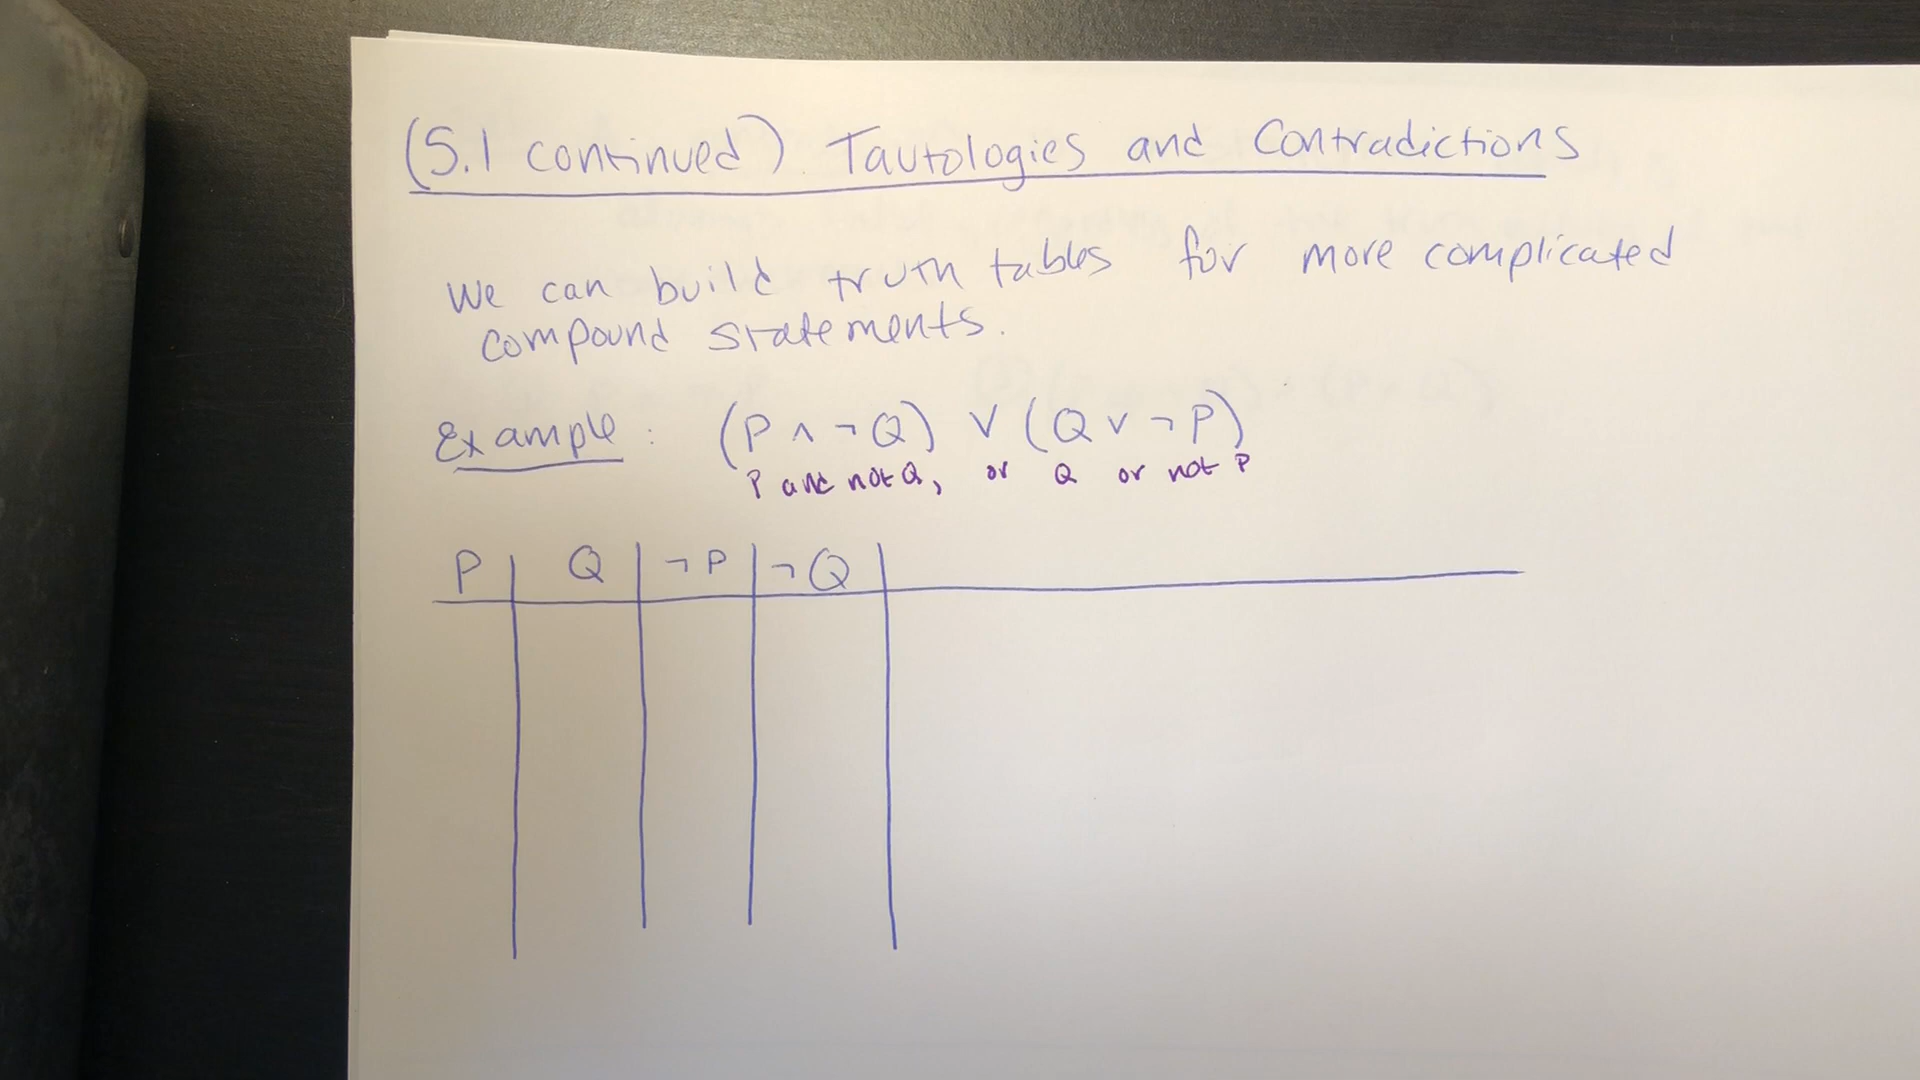 (5.1 continued) Tautologies and Contradictions
We can build truth tables for more complicated
compound statements.
Example: (P ∧ ¬Q) ∨ (Q ∨ ¬P)
P and not Q, or Q or not P
P Q ¬P ¬Q